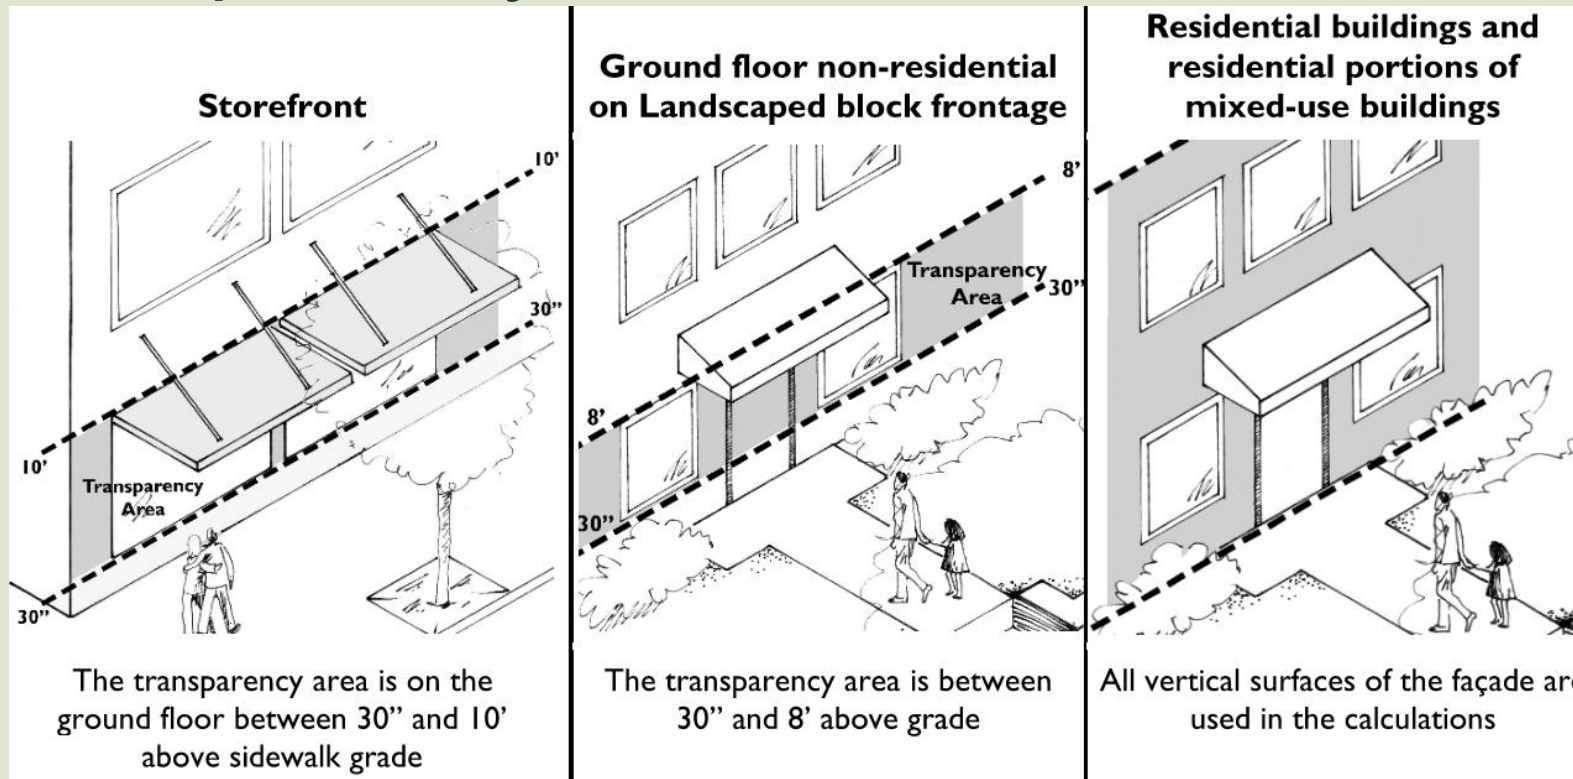 Storefront
10'
30”
10'
Transparency
Area
30”
The transparency area is on the
ground floor between 30” and 10’
above sidewalk grade
Ground floor non-residential
on Landscaped block frontage
8’
Transparency
Area
30”
8’
30”
The transparency area is between
30” and 8’ above grade
Residential buildings and
residential portions of
mixed-use buildings
All vertical surfaces of the façade are
used in the calculations